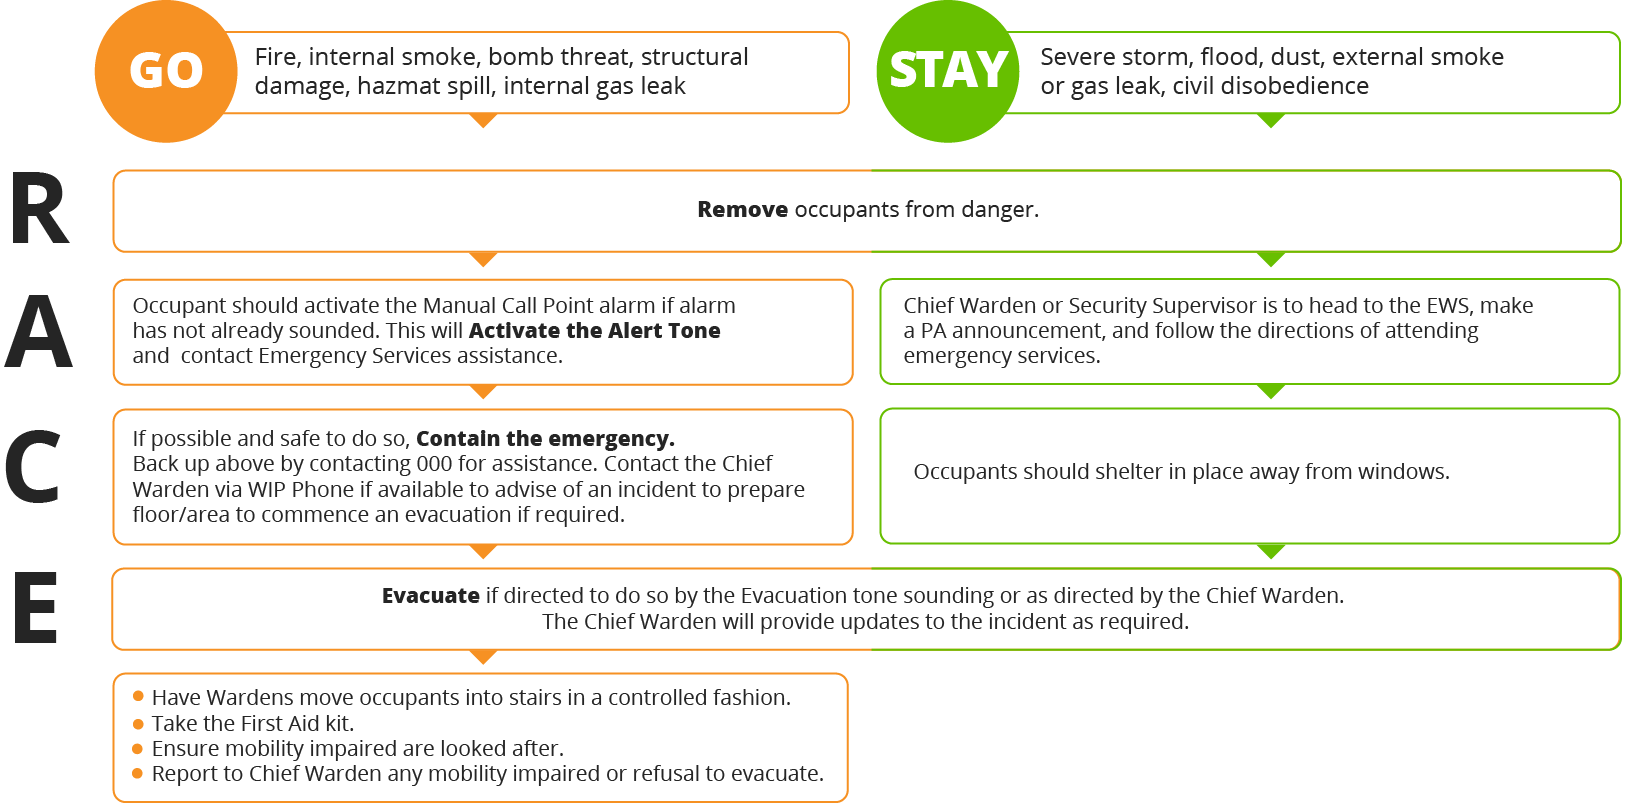 GO
Fire, internal smoke, bomb threat, structural
damage, hazmat spill, internal gas leak
STAY
Severe storm, flood, dust, external smoke
or gas leak, civil disobedience
R
Remove occupants from danger.
A
Occupant should activate the Manual Call Point alarm if alarm
has not already sounded. This will Activate the Alert Tone
and contact Emergency Services assistance.
Chief Warden or Security Supervisor is to head to the EWS, make
a PA announcement, and follow the directions of attending
emergency services.
C
If possible and safe to do so, Contain the emergency.
Back up above by contacting 000 for assistance. Contact the Chief
Warden via WIP Phone if available to advise of an incident to prepare
floor/area to commence an evacuation if required.
Occupants should shelter in place away from windows.
E
Evacuate if directed to do so by the Evacuation tone sounding or as directed by the Chief Warden.
The Chief Warden will provide updates to the incident as required.
Have Wardens move occupants into stairs in a controlled fashion.
Take the First Aid kit.
Ensure mobility impaired are looked after.
Report to Chief Warden any mobility impaired or refusal to evacuate.